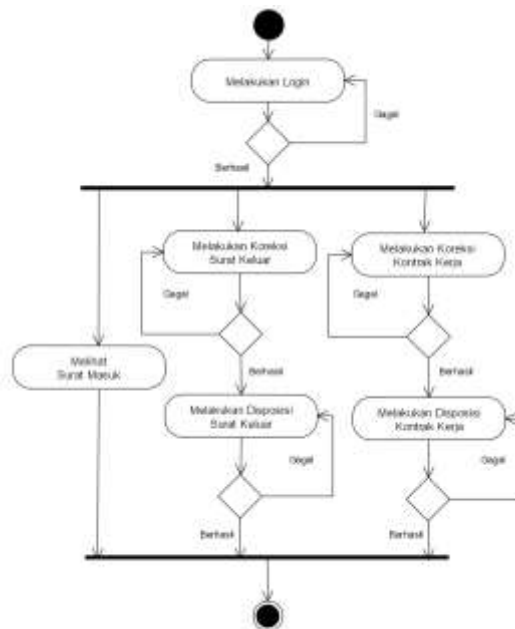 Melakukan Login
Gagal
Berhasil
Melakukan Koreksi
Surat Keluar
Melakukan Koreksi
Kontrak Kerja
Gagal
Gagal
Melihat
Surat Masuk
Berhasil
Berhasil
Melakukan Disposisi
Surat Keluar
Melakukan Disposisi
Kontrak Kerja
Gagal
Gagal
Berhasil
Berhasil